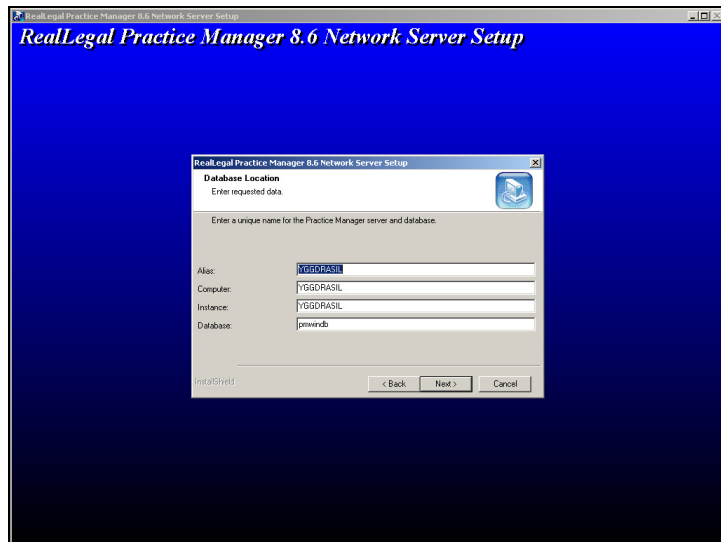 RealLegal Practice Manager 8.6 Network Server Setup
RealLegal Practice Manager 8.6 Network Server Setup
RealLegal Practice Manager 8.6 Network Server Setup
Database Location
Enter requested data.
Enter a unique name for the Practice Manager server and database.
Alias: YGGDRASIL
Computer: YGGDRASIL
Instance: YGGDRASIL
Database: pmwindb
InstallShield
< Back Next > Cancel